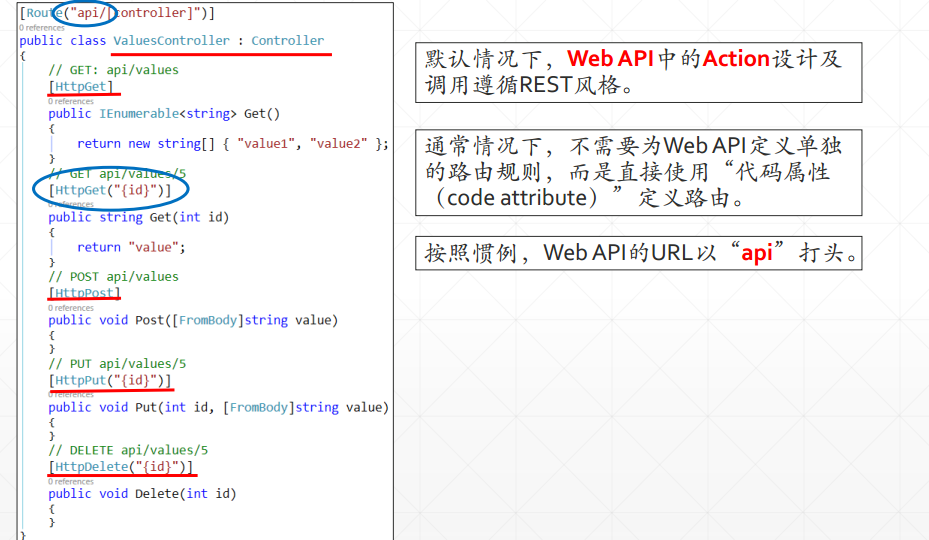 [Route("api/[controller]")]
0 references
public class ValuesController : Controller
{
// GET: api/values
[HttpGet]
0 references
public IEnumerable<string> Get()
{
return new string[] { "value1", "value2" };
}
// GET api/values/5
[HttpGet("{id}")]
0 references
public string Get(int id)
{
return "value";
}
// POST api/values
[HttpPost]
0 references
public void Post([FromBody]string value)
{
}
// PUT api/values/5
[HttpPut("{id}")]
0 references
public void Put(int id, [FromBody]string value)
{
}
// DELETE api/values/5
[HttpDelete("{id}")]
0 references
public void Delete(int id)
{
}
}
默认情况下，Web API中的Action设计及
调用遵循REST风格。
通常情况下，不需要为Web API定义单独
的路由规则，而是直接使用“代码属性
（code attribute）”定义路由。
按照惯例，Web API的URL以“api”打头。